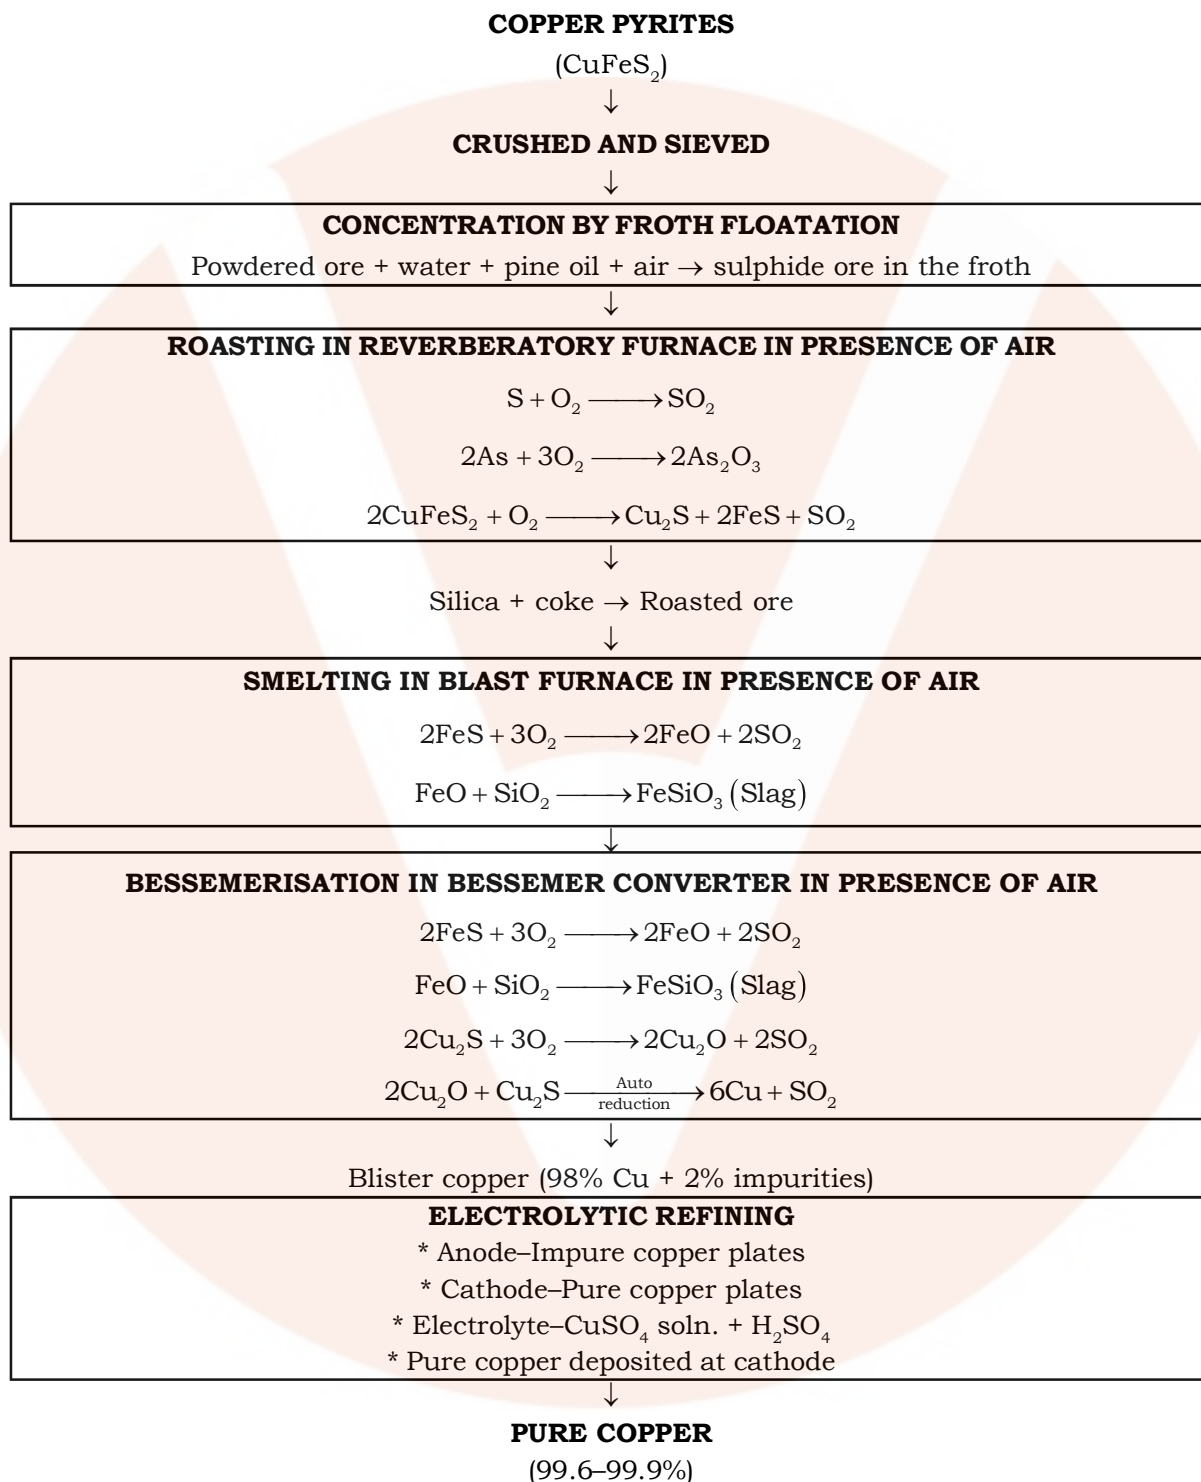 COPPER PYRITES
(CuFeS₂)
↓
CRUSHED AND SIEVED
↓
CONCENTRATION BY FROTH FLOATATION
Powdered ore + water + pine oil + air → sulphide ore in the froth
↓
ROASTING IN REVERBERATORY FURNACE IN PRESENCE OF AIR
S + O₂ ⟶ SO₂
2As + 3O₂ ⟶ 2As₂O₃
2CuFeS₂ + O₂ ⟶ Cu₂S + 2FeS + SO₂
↓
Silica + coke → Roasted ore
↓
SMELTING IN BLAST FURNACE IN PRESENCE OF AIR
2FeS + 3O₂ ⟶ 2FeO + 2SO₂
FeO + SiO₂ ⟶ FeSiO₃ (Slag)
↓
BESSEMERISATION IN BESSEMER CONVERTER IN PRESENCE OF AIR
2FeS + 3O₂ ⟶ 2FeO + 2SO₂
FeO + SiO₂ ⟶ FeSiO₃ (Slag)
2Cu₂S + 3O₂ ⟶ 2Cu₂O + 2SO₂
2Cu₂O + Cu₂S Auto reduction ⟶ 6Cu + SO₂
↓
Blister copper (98% Cu + 2% impurities)
ELECTROLYTIC REFINING
* Anode–Impure copper plates
* Cathode–Pure copper plates
* Electrolyte–CuSO₄ soln. + H₂SO₄
* Pure copper deposited at cathode
↓
PURE COPPER
(99.6–99.9%)